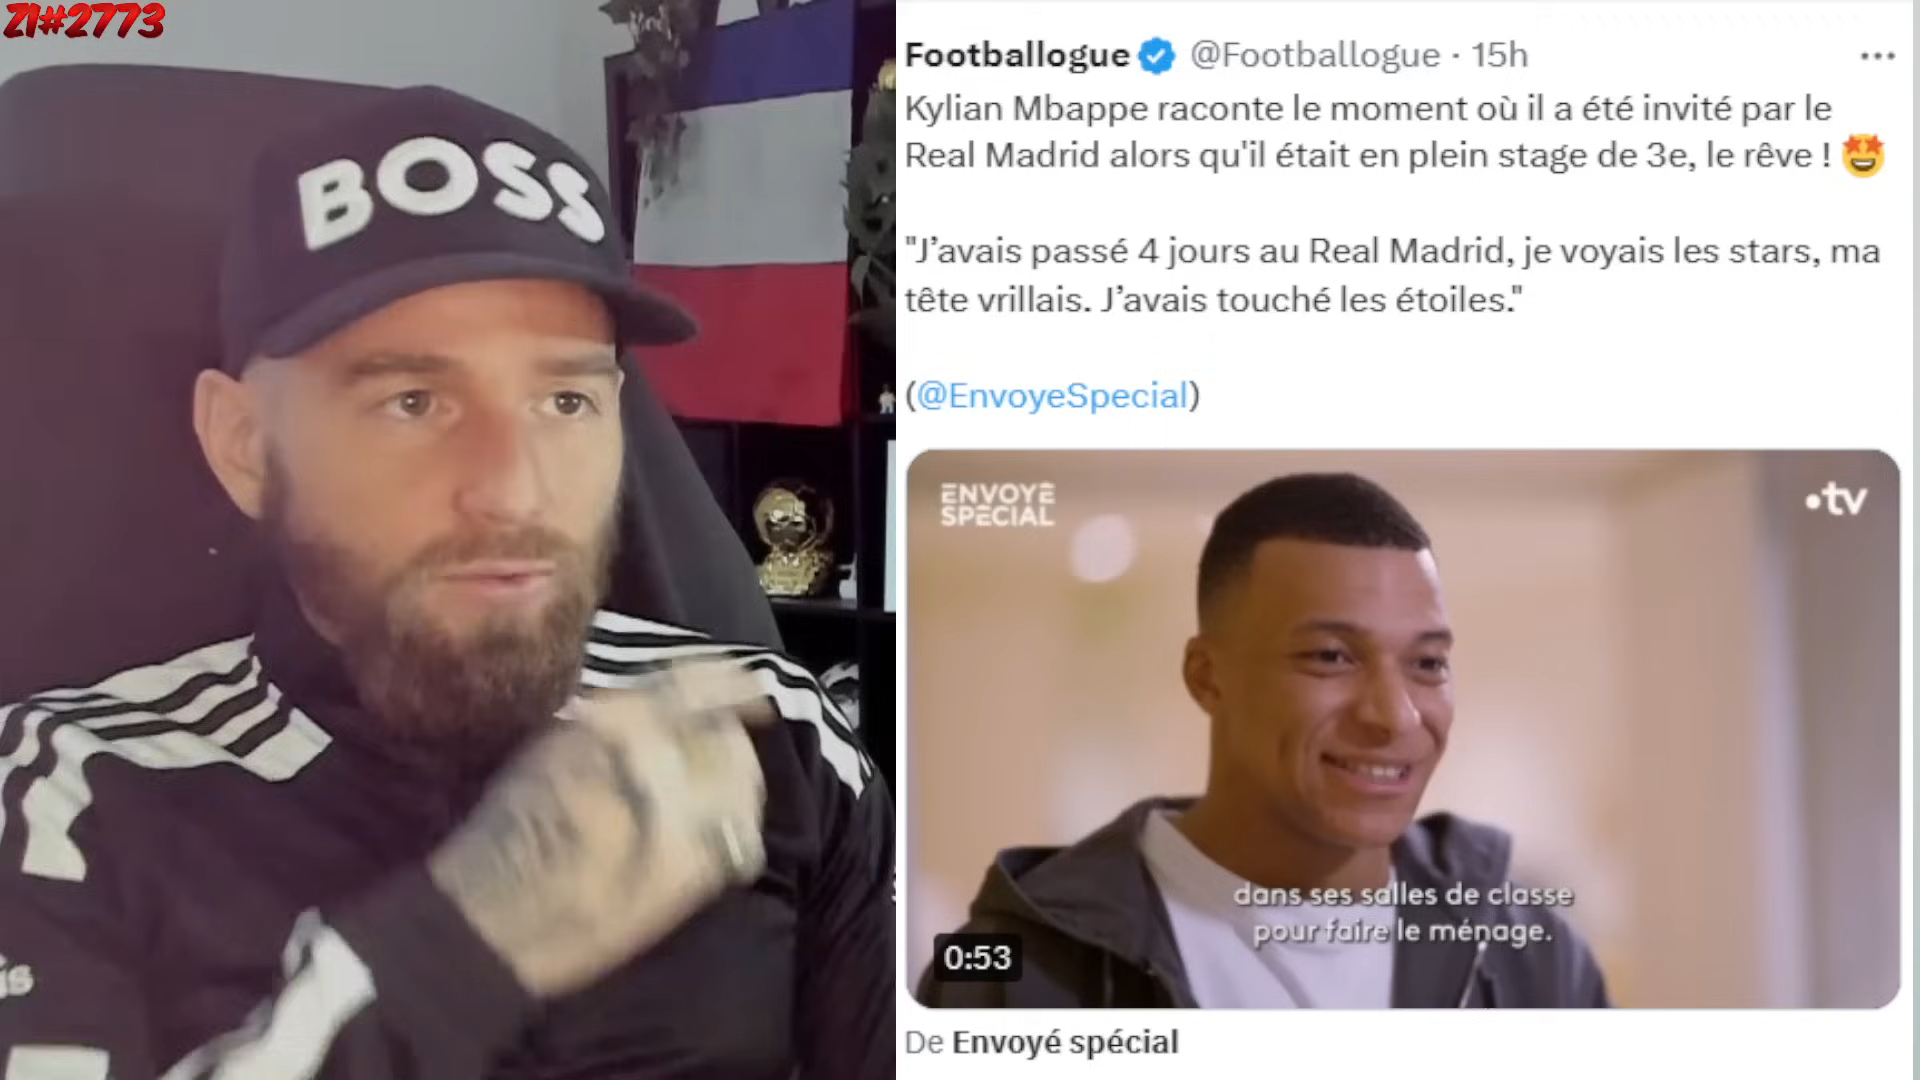 ZI#2773
BOSS
Footballogue @Footballogue · 15h
Kylian Mbappe raconte le moment où il a été invité par le
Real Madrid alors qu'il était en plein stage de 3e, le rêve ! 🤩
"J’avais passé 4 jours au Real Madrid, je voyais les stars, ma
tête vrillais. J’avais touché les étoiles."
(@EnvoyeSpecial)
ENVOYÉ
SPÉCIAL
•tv
dans ses salles de classe
pour faire le ménage.
0:53
De Envoyé spécial